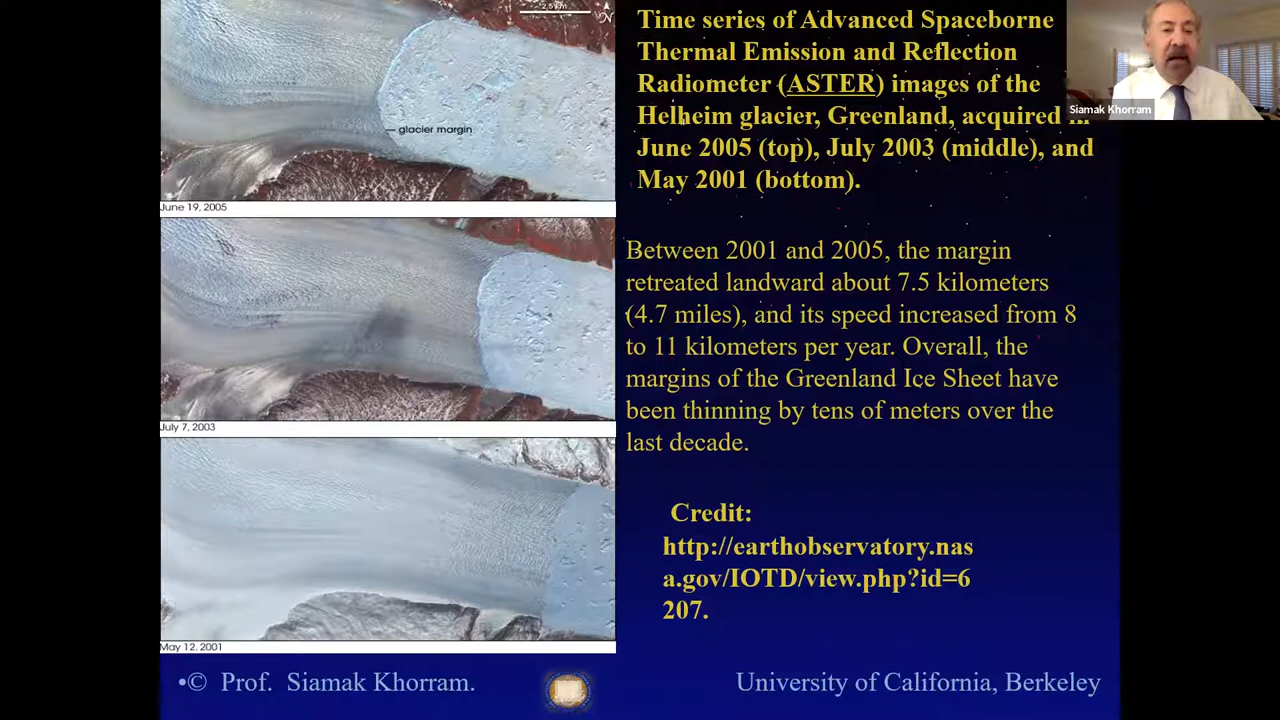 2.5 km
N
glacier margin
June 19, 2005
July 7, 2003
May 12, 2001
Time series of Advanced Spaceborne
Thermal Emission and Reflection
Radiometer (ASTER) images of the
Helheim glacier, Greenland, acquired in
June 2005 (top), July 2003 (middle), and
May 2001 (bottom).
Between 2001 and 2005, the margin
retreated landward about 7.5 kilometers
(4.7 miles), and its speed increased from 8
to 11 kilometers per year. Overall, the
margins of the Greenland Ice Sheet have
been thinning by tens of meters over the
last decade.
Credit:
http://earthobservatory.nas
a.gov/IOTD/view.php?id=6
207.
Siamak Khorram
•© Prof. Siamak Khorram.
University of California, Berkeley